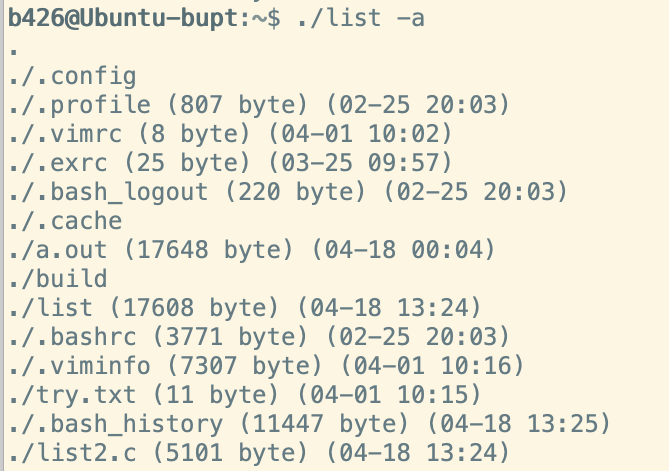 b426@Ubuntu-bupt:~$ ./list -a
.
./.config
./.profile (807 byte) (02-25 20:03)
./.vimrc (8 byte) (04-01 10:02)
./.exrc (25 byte) (03-25 09:57)
./.bash_logout (220 byte) (02-25 20:03)
./.cache
./a.out (17648 byte) (04-18 00:04)
./build
./list (17608 byte) (04-18 13:24)
./.bashrc (3771 byte) (02-25 20:03)
./.viminfo (7307 byte) (04-01 10:16)
./try.txt (11 byte) (04-01 10:15)
./.bash_history (11447 byte) (04-18 13:25)
./list2.c (5101 byte) (04-18 13:24)